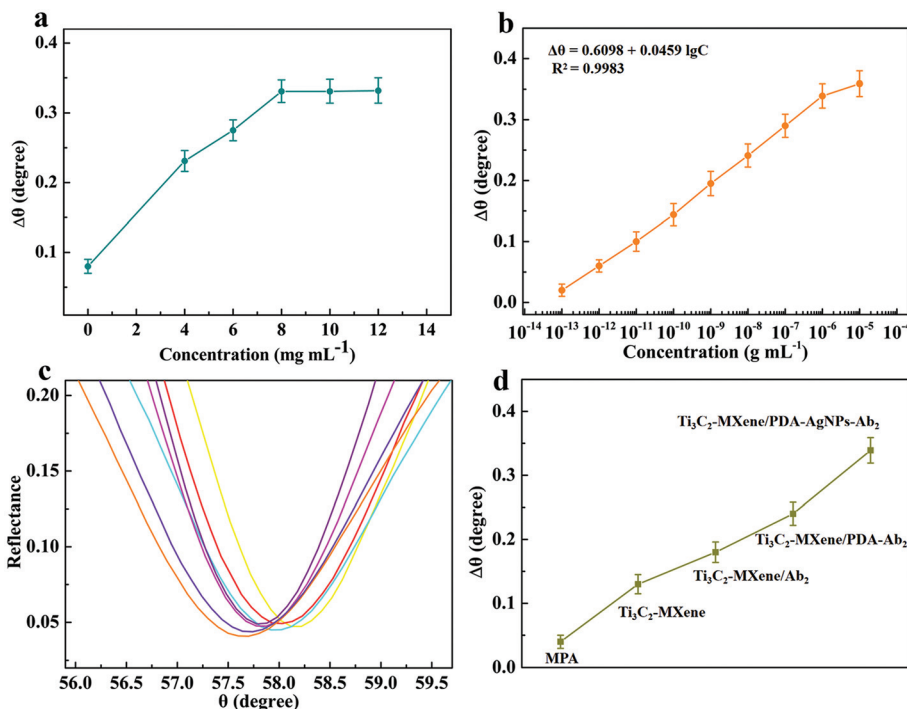 a
0.4
0.3
0.2
0.1
Δθ (degree)
0 2 4 6 8 10 12 14
Concentration (mg mL⁻¹)
b
Δθ = 0.6098 + 0.0459 lgC
R² = 0.9983
0.5
0.4
0.3
0.2
0.1
0.0
Δθ (degree)
10⁻¹⁴ 10⁻¹³ 10⁻¹² 10⁻¹¹ 10⁻¹⁰ 10⁻⁹ 10⁻⁸ 10⁻⁷ 10⁻⁶ 10⁻⁵ 10⁻⁴
Concentration (g mL⁻¹)
c
0.20
0.15
0.10
0.05
Reflectance
56.0 56.5 57.0 57.5 58.0 58.5 59.0 59.5
θ (degree)
d
0.4
0.3
0.2
0.1
0.0
Δθ (degree)
Ti₃C₂-MXene/PDA-AgNPs-Ab₂
Ti₃C₂-MXene/PDA-Ab₂
Ti₃C₂-MXene/Ab₂
Ti₃C₂-MXene
MPA